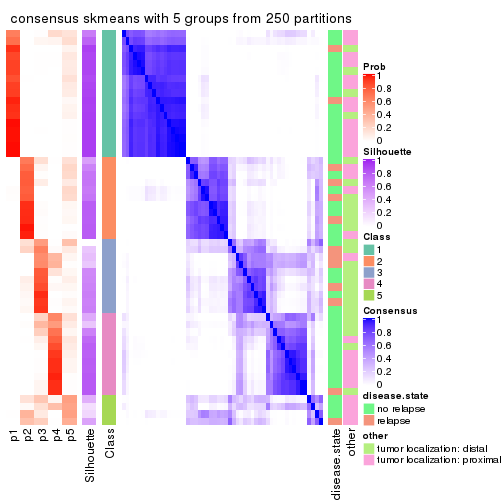 consensus skmeans with 5 groups from 250 partitions
Prob
1
0.8
0.6
0.4
0.2
0
Silhouette
1
0.8
0.6
0.4
0.2
0
Class
1
2
3
4
5
Consensus
1
0.8
0.6
0.4
0.2
0
disease.state
no relapse
relapse
other
tumor localization: distal
tumor localization: proximal
p1
p2
p3
p4
p5
Silhouette
Class
disease.state
other